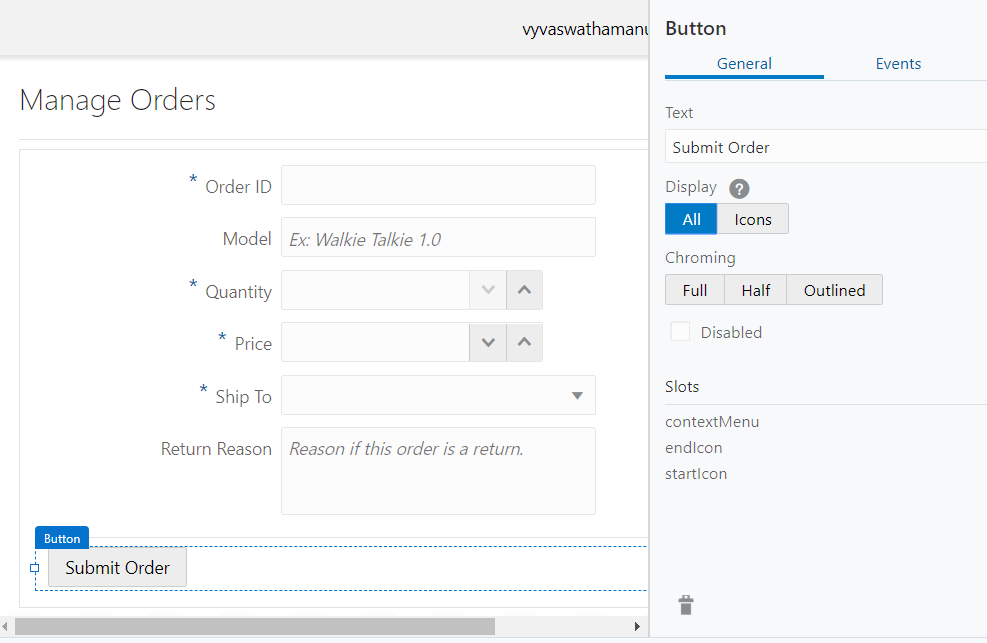 vyvaswathamanu
Manage Orders
* Order ID
Model
Ex: Walkie Talkie 1.0
* Quantity
* Price
* Ship To
Return Reason
Reason if this order is a return.
Button
Submit Order
Button
General
Events
Text
Submit Order
Display ?
All
Icons
Chroming
Full
Half
Outlined
Disabled
Slots
contextMenu
endIcon
startIcon